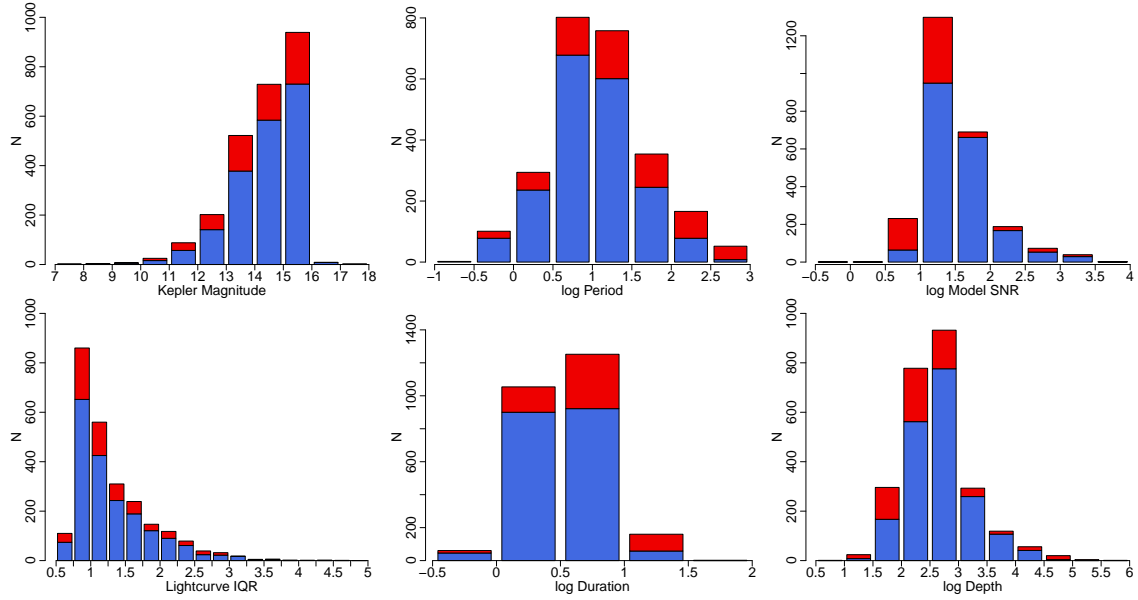 N
0 200 400 600 800 1000
7 8 9 10 11 12 13 14 15 16 17 18
Kepler Magnitude
N
0 200 400 600 800
−1 −0.5 0 0.5 1 1.5 2 2.5 3
log Period
N
0 200 400 600 800 1200
−0.5 0 0.5 1 1.5 2 2.5 3 3.5 4
log Model SNR
N
0 200 400 600 800 1000
0.5 1 1.5 2 2.5 3 3.5 4 4.5 5
Lightcurve IQR
N
0 200 600 1000 1400
−0.5 0 0.5 1 1.5 2
log Duration
N
0 200 400 600 800 1000
0.5 1 1.5 2 2.5 3 3.5 4 4.5 5 5.5 6
log Depth